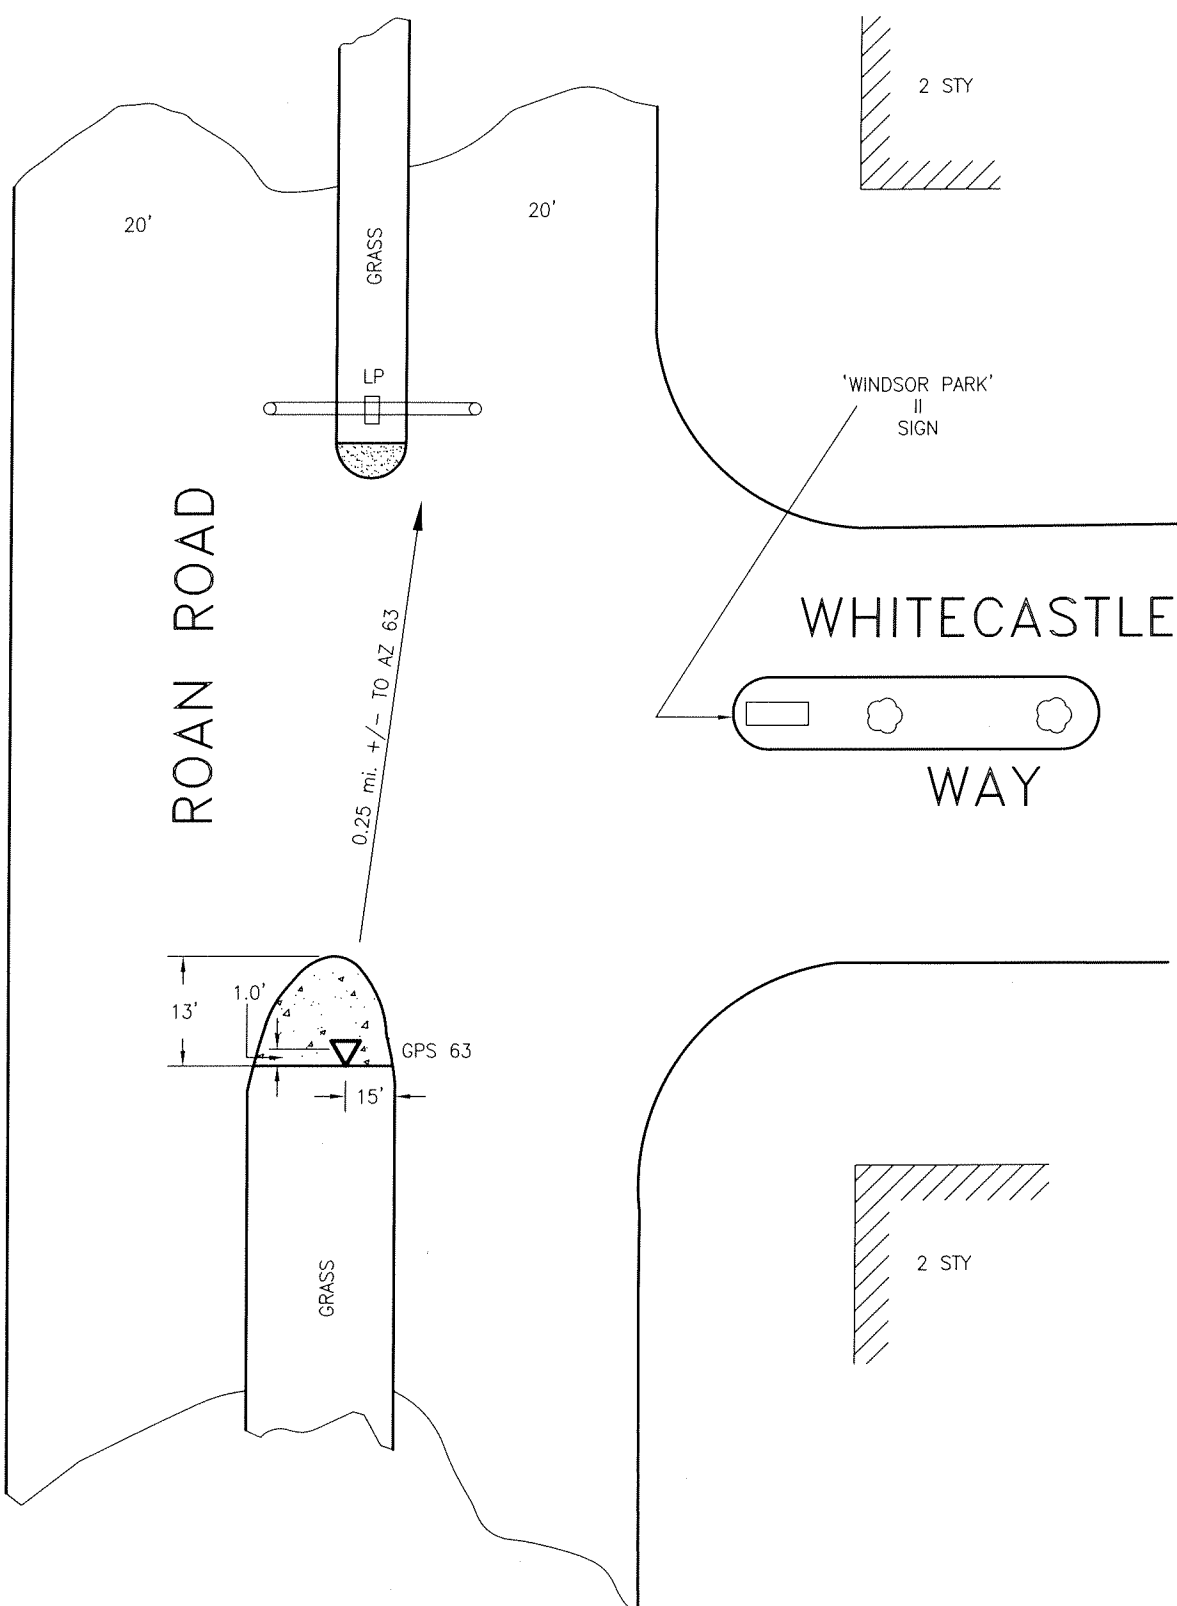 2 STY
20'
20'
GRASS
LP
'WINDSOR PARK'
II
SIGN
ROAN ROAD
WHITECASTLE
WAY
0.25 mi. +/- TO AZ 63
13'
1.0'
GPS 63
15'
GRASS
2 STY